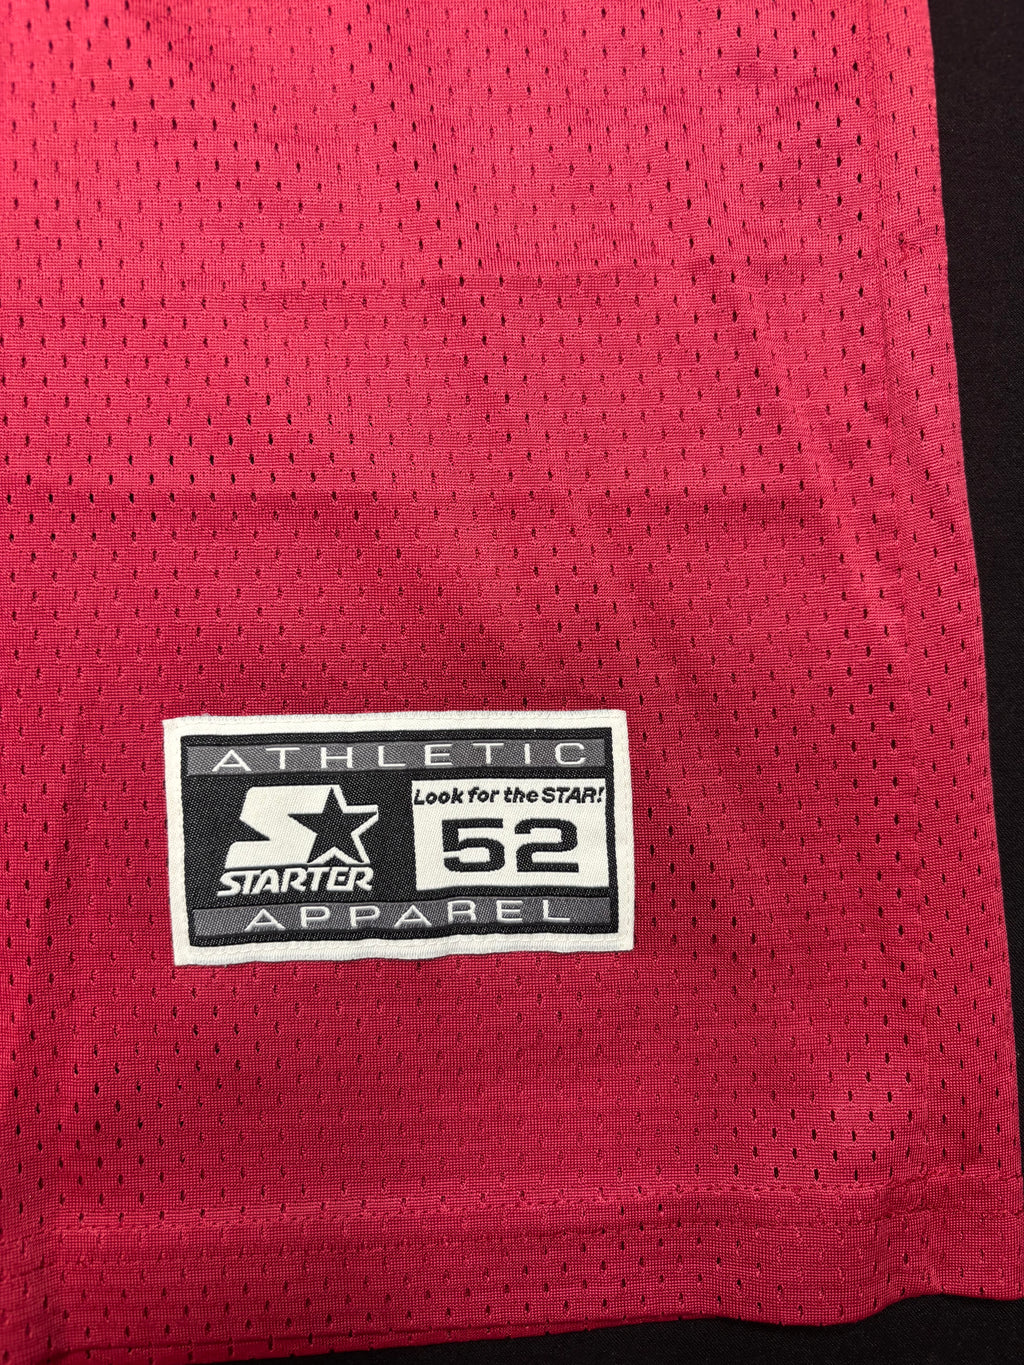 ATHLETIC
STARTER
Look for the STAR!
52
APPAREL